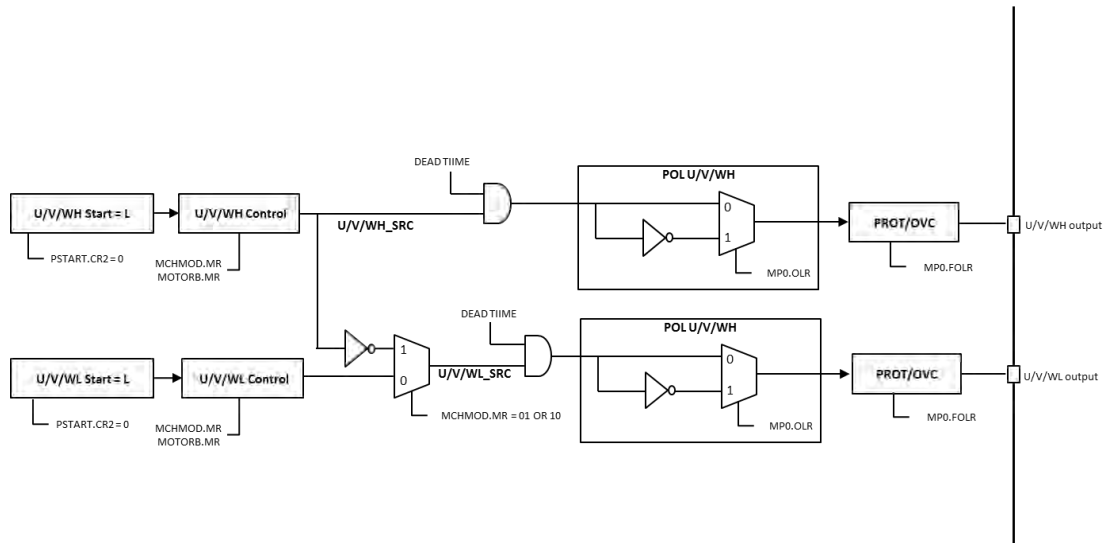 DEAD TIIME
POL U/V/WH
U/V/WH Start = L
U/V/WH Control
U/V/WH_SRC
0
1
PROT/OVC
U/V/WH output
PSTART.CR2 = 0
MCHMOD.MR
MOTORB.MR
MP0.OLR
MP0.FOLR
DEAD TIIME
POL U/V/WH
U/V/WL Start = L
U/V/WL Control
1
0
U/V/WL_SRC
0
1
PROT/OVC
U/V/WL output
PSTART.CR2 = 0
MCHMOD.MR
MOTORB.MR
MCHMOD.MR = 01 OR 10
MP0.OLR
MP0.FOLR